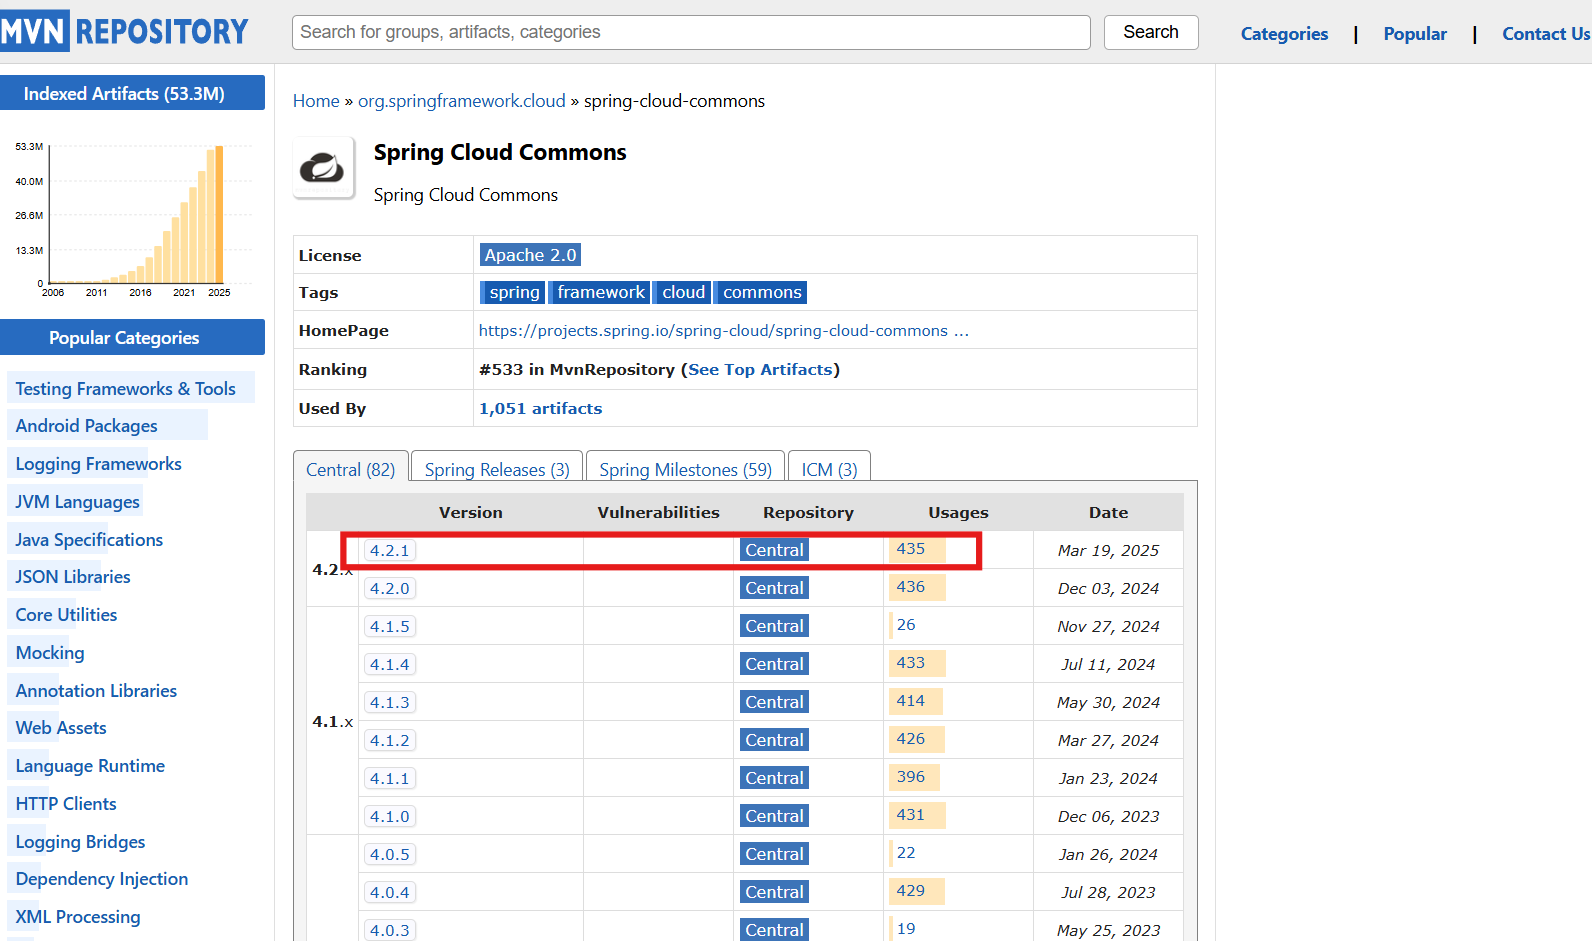 MVN REPOSITORY
Search for groups, artifacts, categories
Search
Categories | Popular | Contact Us
Indexed Artifacts (53.3M)
53.3M
40.0M
26.6M
13.3M
0
2006 2011 2016 2021 2025
Popular Categories
Testing Frameworks & Tools
Android Packages
Logging Frameworks
JVM Languages
Java Specifications
JSON Libraries
Core Utilities
Mocking
Annotation Libraries
Web Assets
Language Runtime
HTTP Clients
Logging Bridges
Dependency Injection
XML Processing
Home » org.springframework.cloud » spring-cloud-commons
Spring Cloud Commons
Spring Cloud Commons
License Apache 2.0
Tags spring framework cloud commons
HomePage https://projects.spring.io/spring-cloud/spring-cloud-commons ...
Ranking #533 in MvnRepository (See Top Artifacts)
Used By 1,051 artifacts
Central (82) Spring Releases (3) Spring Milestones (59) ICM (3)
Version Vulnerabilities Repository Usages Date
4.2.x
4.2.1 Central 435 Mar 19, 2025
4.2.0 Central 436 Dec 03, 2024
4.1.x
4.1.5 Central 26 Nov 27, 2024
4.1.4 Central 433 Jul 11, 2024
4.1.3 Central 414 May 30, 2024
4.1.2 Central 426 Mar 27, 2024
4.1.1 Central 396 Jan 23, 2024
4.1.0 Central 431 Dec 06, 2023
4.0.5 Central 22 Jan 26, 2024
4.0.4 Central 429 Jul 28, 2023
4.0.3 Central 19 May 25, 2023